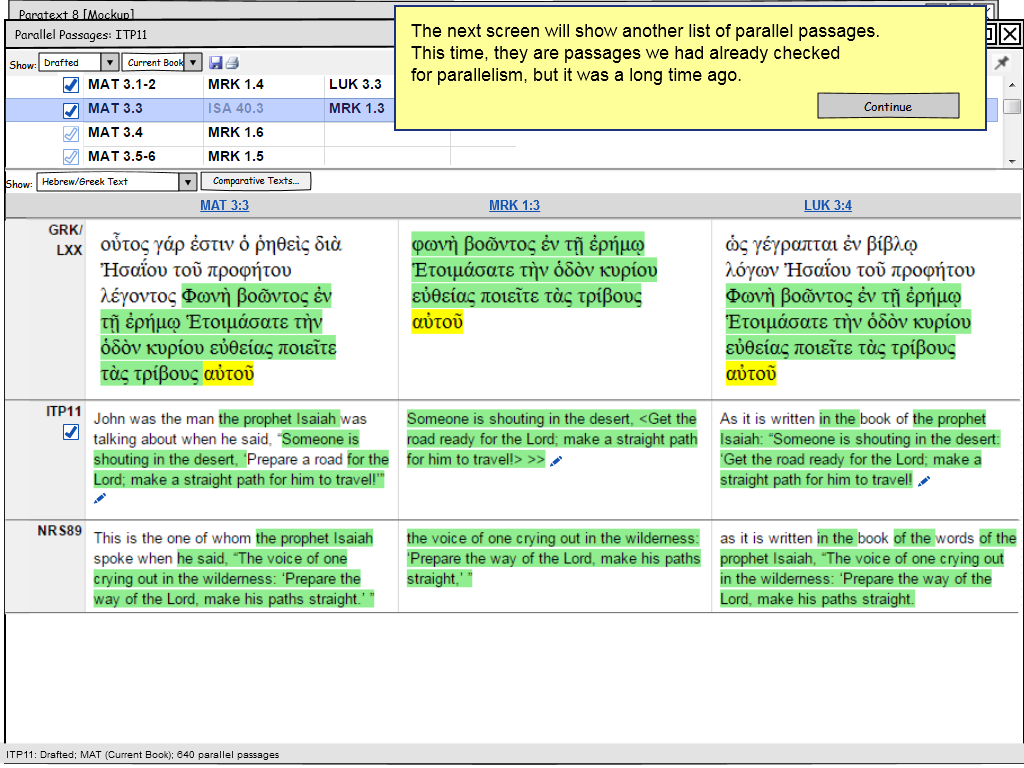 Paratext 8 [Mockup]
Parallel Passages: ITP11
The next screen will show another list of parallel passages.
This time, they are passages we had already checked
for parallelism, but it was a long time ago.
Continue
Show: Drafted Current Book
MAT 3.1-2 MRK 1.4 LUK 3.3
MAT 3.3 ISA 40.3 MRK 1.3
MAT 3.4 MRK 1.6
MAT 3.5-6 MRK 1.5
Show: Hebrew/Greek Text Comparative Texts...
MAT 3:3 MRK 1:3 LUK 3:4
GRK/
LXX
οὗτος γάρ ἐστιν ὁ ῥηθεὶς διὰ
Ἠσαΐου τοῦ προφήτου
λέγοντος Φωνὴ βοῶντος ἐν
τῇ ἐρήμῳ Ἑτοιμάσατε τὴν
ὁδὸν κυρίου εὐθείας ποιεῖτε
τὰς τρίβους αὐτοῦ
φωνὴ βοῶντος ἐν τῇ ἐρήμῳ
Ἑτοιμάσατε τὴν ὁδὸν κυρίου
εὐθείας ποιεῖτε τὰς τρίβους
αὐτοῦ
ὡς γέγραπται ἐν βίβλῳ
λόγων Ἠσαΐου τοῦ προφήτου
Φωνὴ βοῶντος ἐν τῇ ἐρήμῳ
Ἑτοιμάσατε τὴν ὁδὸν κυρίου
εὐθείας ποιεῖτε τὰς τρίβους
αὐτοῦ
ITP11
John was the man the prophet Isaiah was
talking about when he said, “Someone is
shouting in the desert, ‘Prepare a road for the
Lord; make a straight path for him to travel!’”
Someone is shouting in the desert, <Get the
road ready for the Lord; make a straight path
for him to travel!> >>
As it is written in the book of the prophet
Isaiah: “Someone is shouting in the desert:
‘Get the road ready for the Lord; make a
straight path for him to travel!
NRS89
This is the one of whom the prophet Isaiah
spoke when he said, “The voice of one
crying out in the wilderness: ‘Prepare the
way of the Lord, make his paths straight.’ ”
the voice of one crying out in the wilderness:
‘Prepare the way of the Lord, make his paths
straight,’ ”
as it is written in the book of the words of the
prophet Isaiah, “The voice of one crying out
in the wilderness: ‘Prepare the way of the
Lord, make his paths straight.
ITP11: Drafted; MAT (Current Book); 640 parallel passages